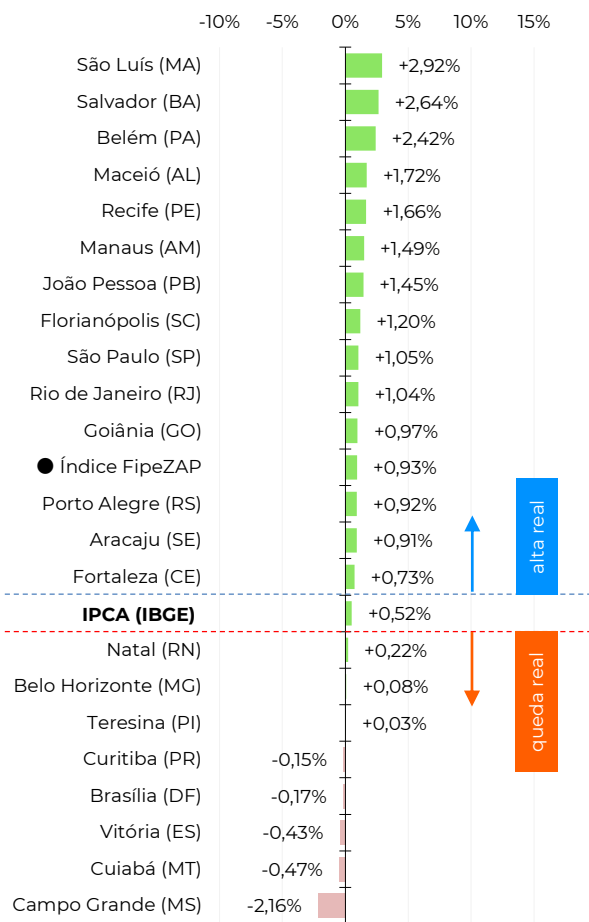 -10% -5% 0% 5% 10% 15%
São Luís (MA) +2,92%
Salvador (BA) +2,64%
Belém (PA) +2,42%
Maceió (AL) +1,72%
Recife (PE) +1,66%
Manaus (AM) +1,49%
João Pessoa (PB) +1,45%
Florianópolis (SC) +1,20%
São Paulo (SP) +1,05%
Rio de Janeiro (RJ) +1,04%
Goiânia (GO) +0,97%
● Índice FipeZAP +0,93%
Porto Alegre (RS) +0,92%
Aracaju (SE) +0,91%
Fortaleza (CE) +0,73%
alta real
IPCA (IBGE) +0,52%
Natal (RN) +0,22%
Belo Horizonte (MG) +0,08%
Teresina (PI) +0,03%
queda real
Curitiba (PR) -0,15%
Brasília (DF) -0,17%
Vitória (ES) -0,43%
Cuiabá (MT) -0,47%
Campo Grande (MS) -2,16%